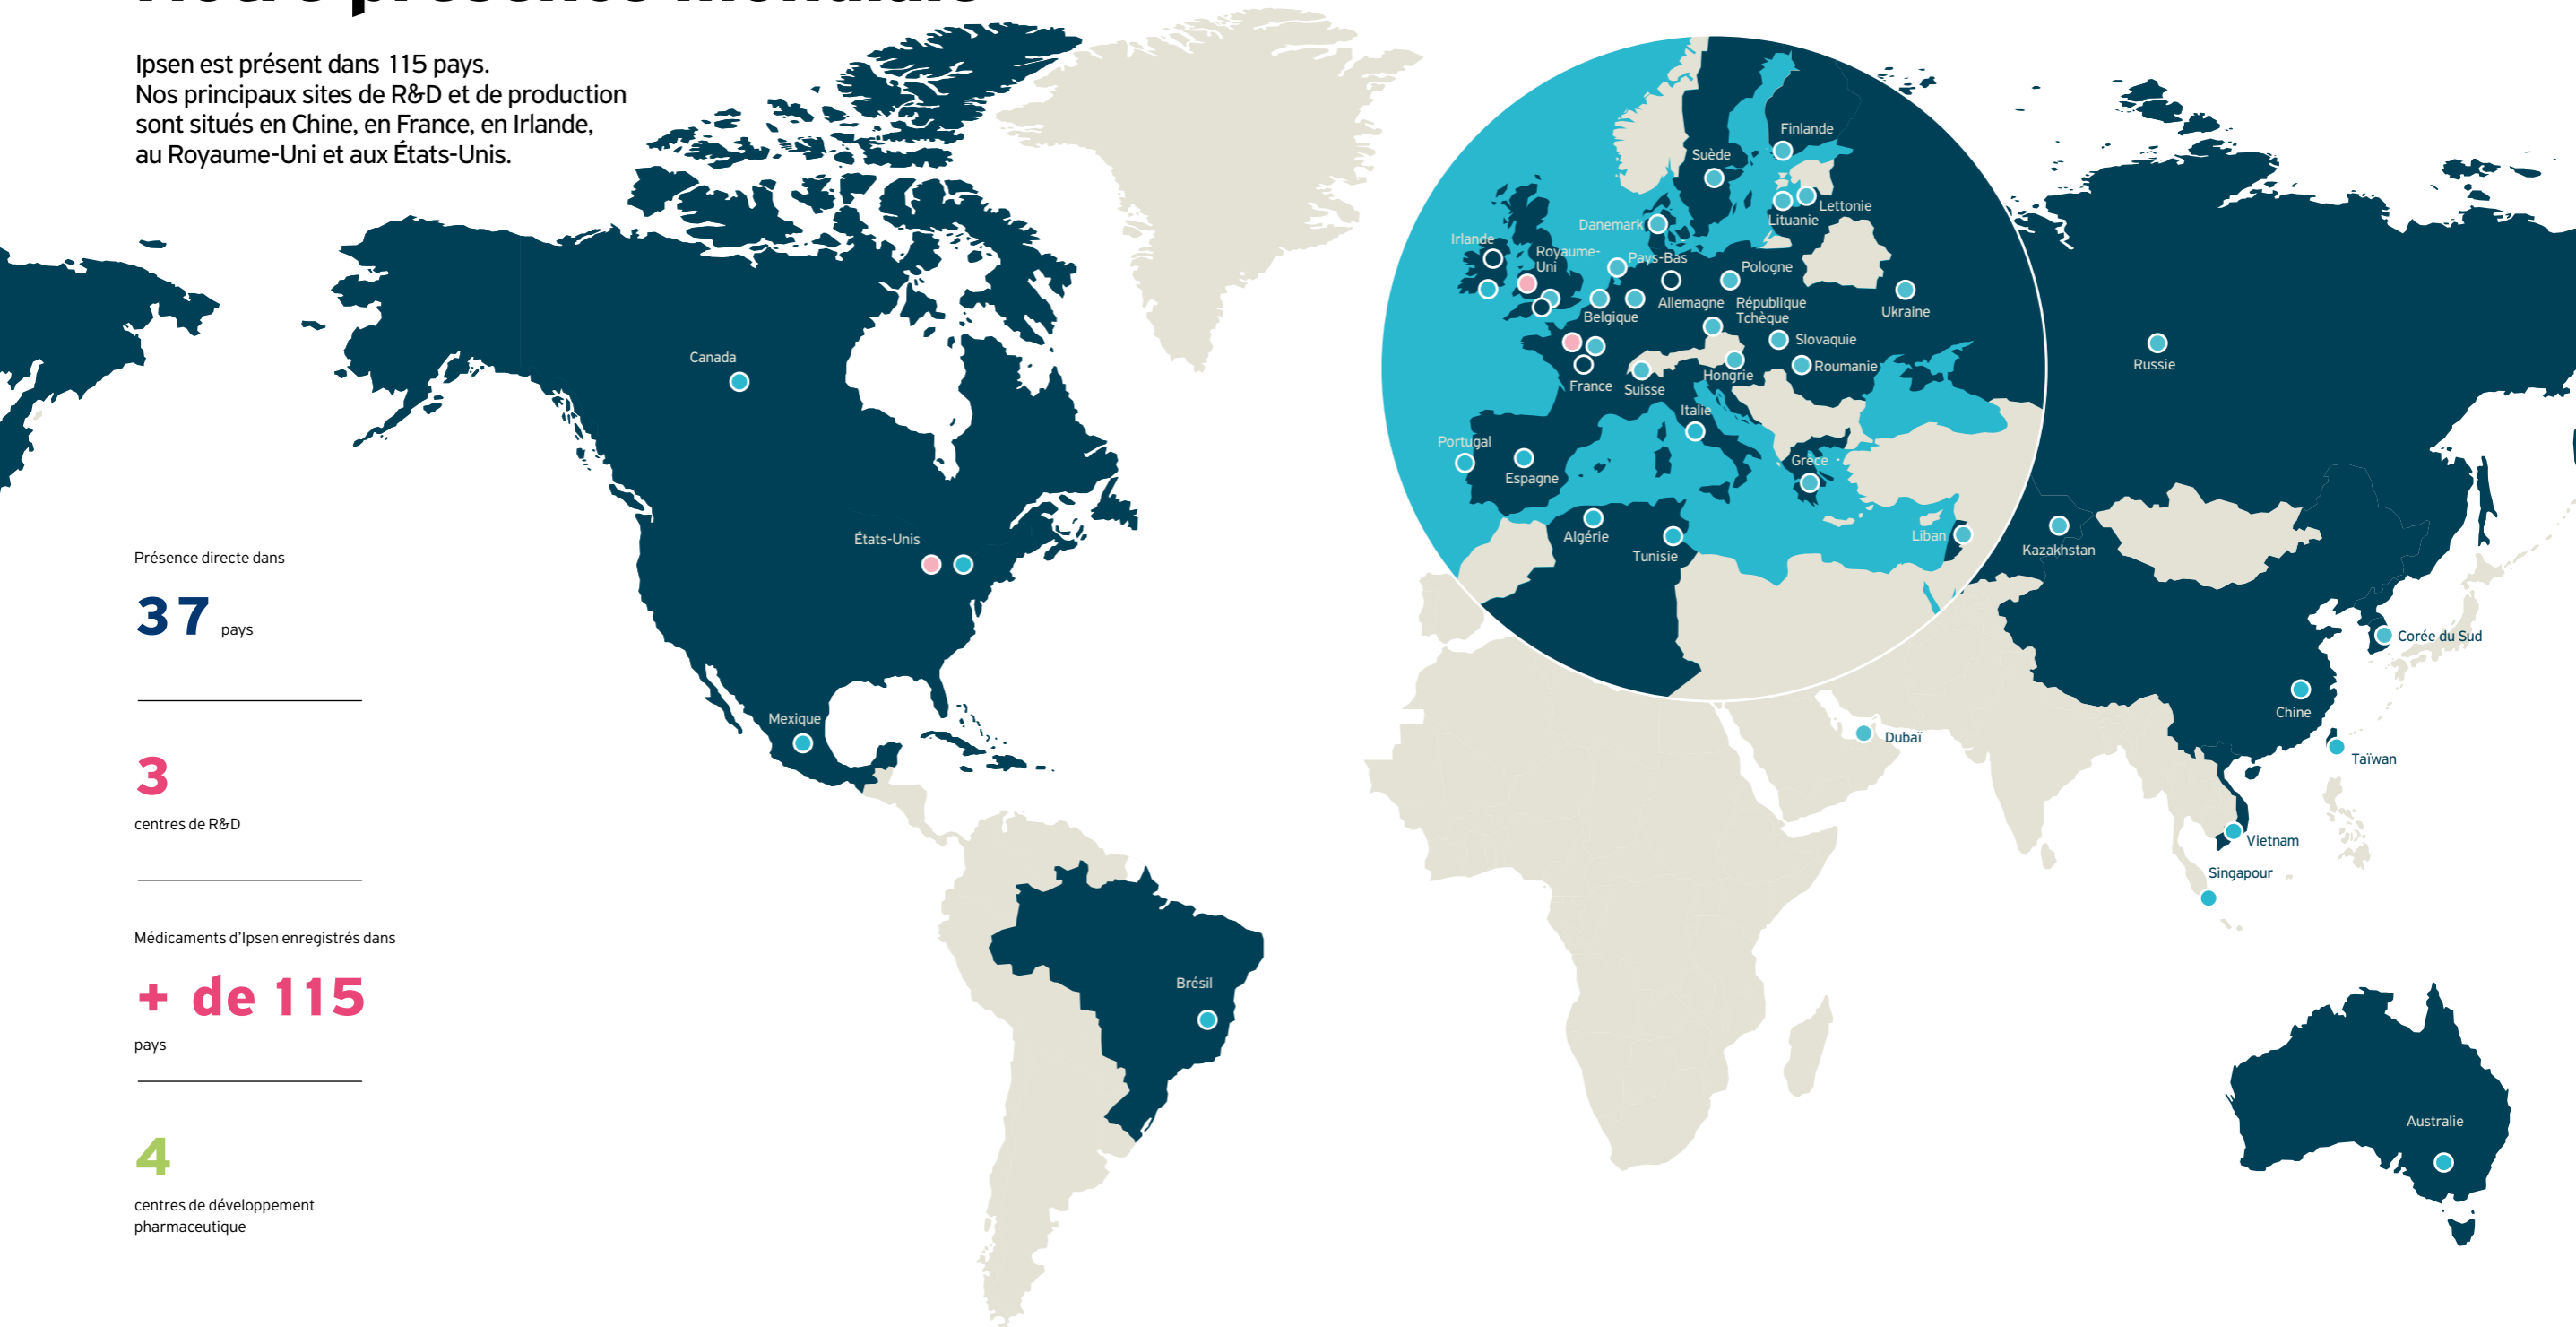 Notre présence mondiale
Ipsen est présent dans 115 pays.
Nos principaux sites de R&D et de production
sont situés en Chine, en France, en Irlande,
au Royaume-Uni et aux États-Unis.
Présence directe dans
37 pays
3
centres de R&D
Médicaments d'Ipsen enregistrés dans
+ de 115
pays
4
centres de développement
pharmaceutique
Canada
États-Unis
Mexique
Brésil
Finlande
Suède
Lettonie
Lituanie
Danemark
Irlande
Royaume-
Uni
Pays-Bas
Pologne
Allemagne
République
Tchèque
Belgique
Ukraine
Slovaquie
Roumanie
Hongrie
France
Suisse
Italie
Portugal
Espagne
Grèce
Algérie
Tunisie
Liban
Russie
Kazakhstan
Corée du Sud
Chine
Dubaï
Taïwan
Vietnam
Singapour
Australie